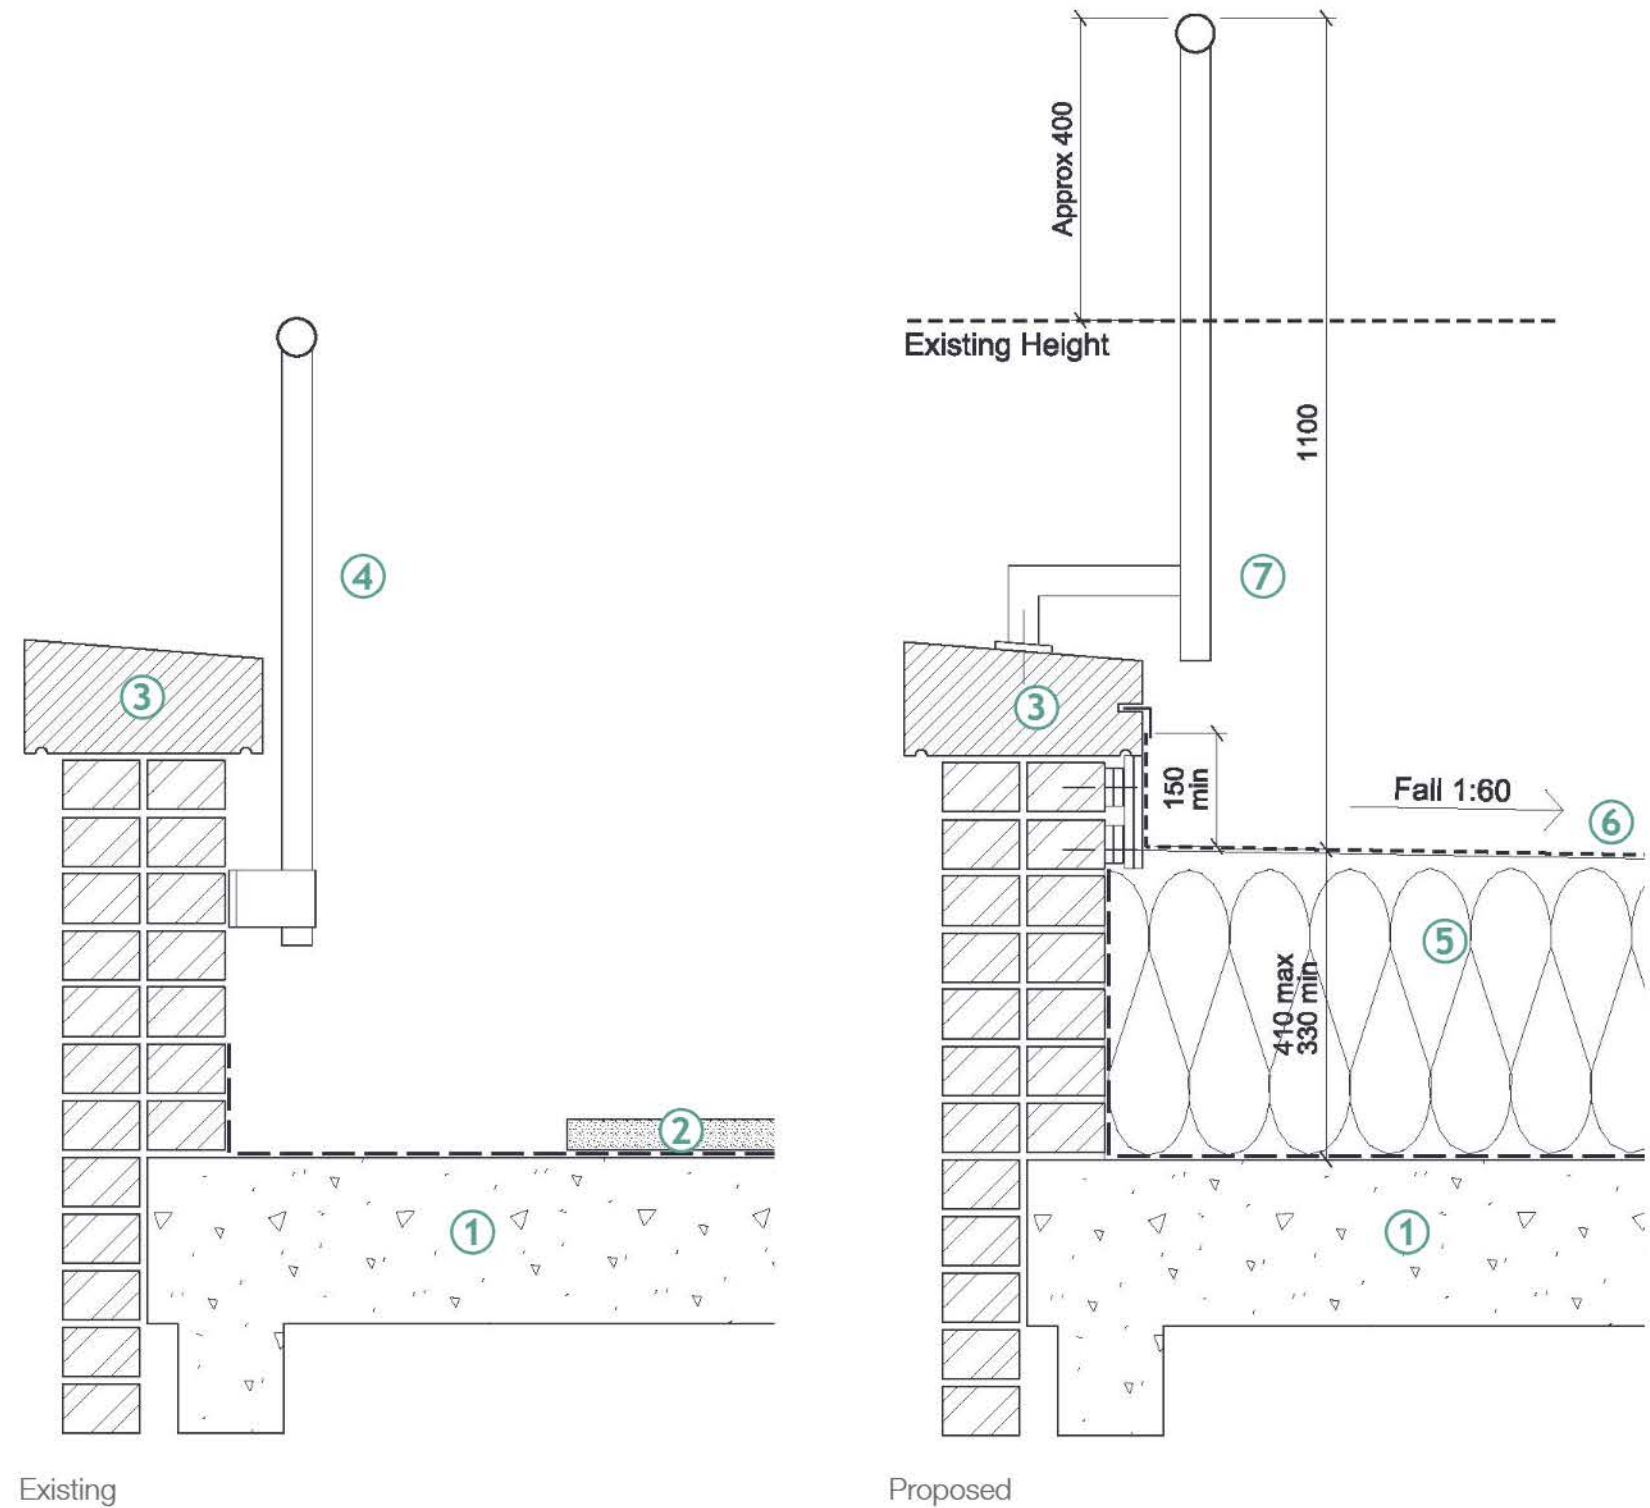 Approx 400
Existing Height
1100
4
7
3
3
150
min
Fall 1:60
6
5
410 max
330 min
2
1
1
Existing
Proposed